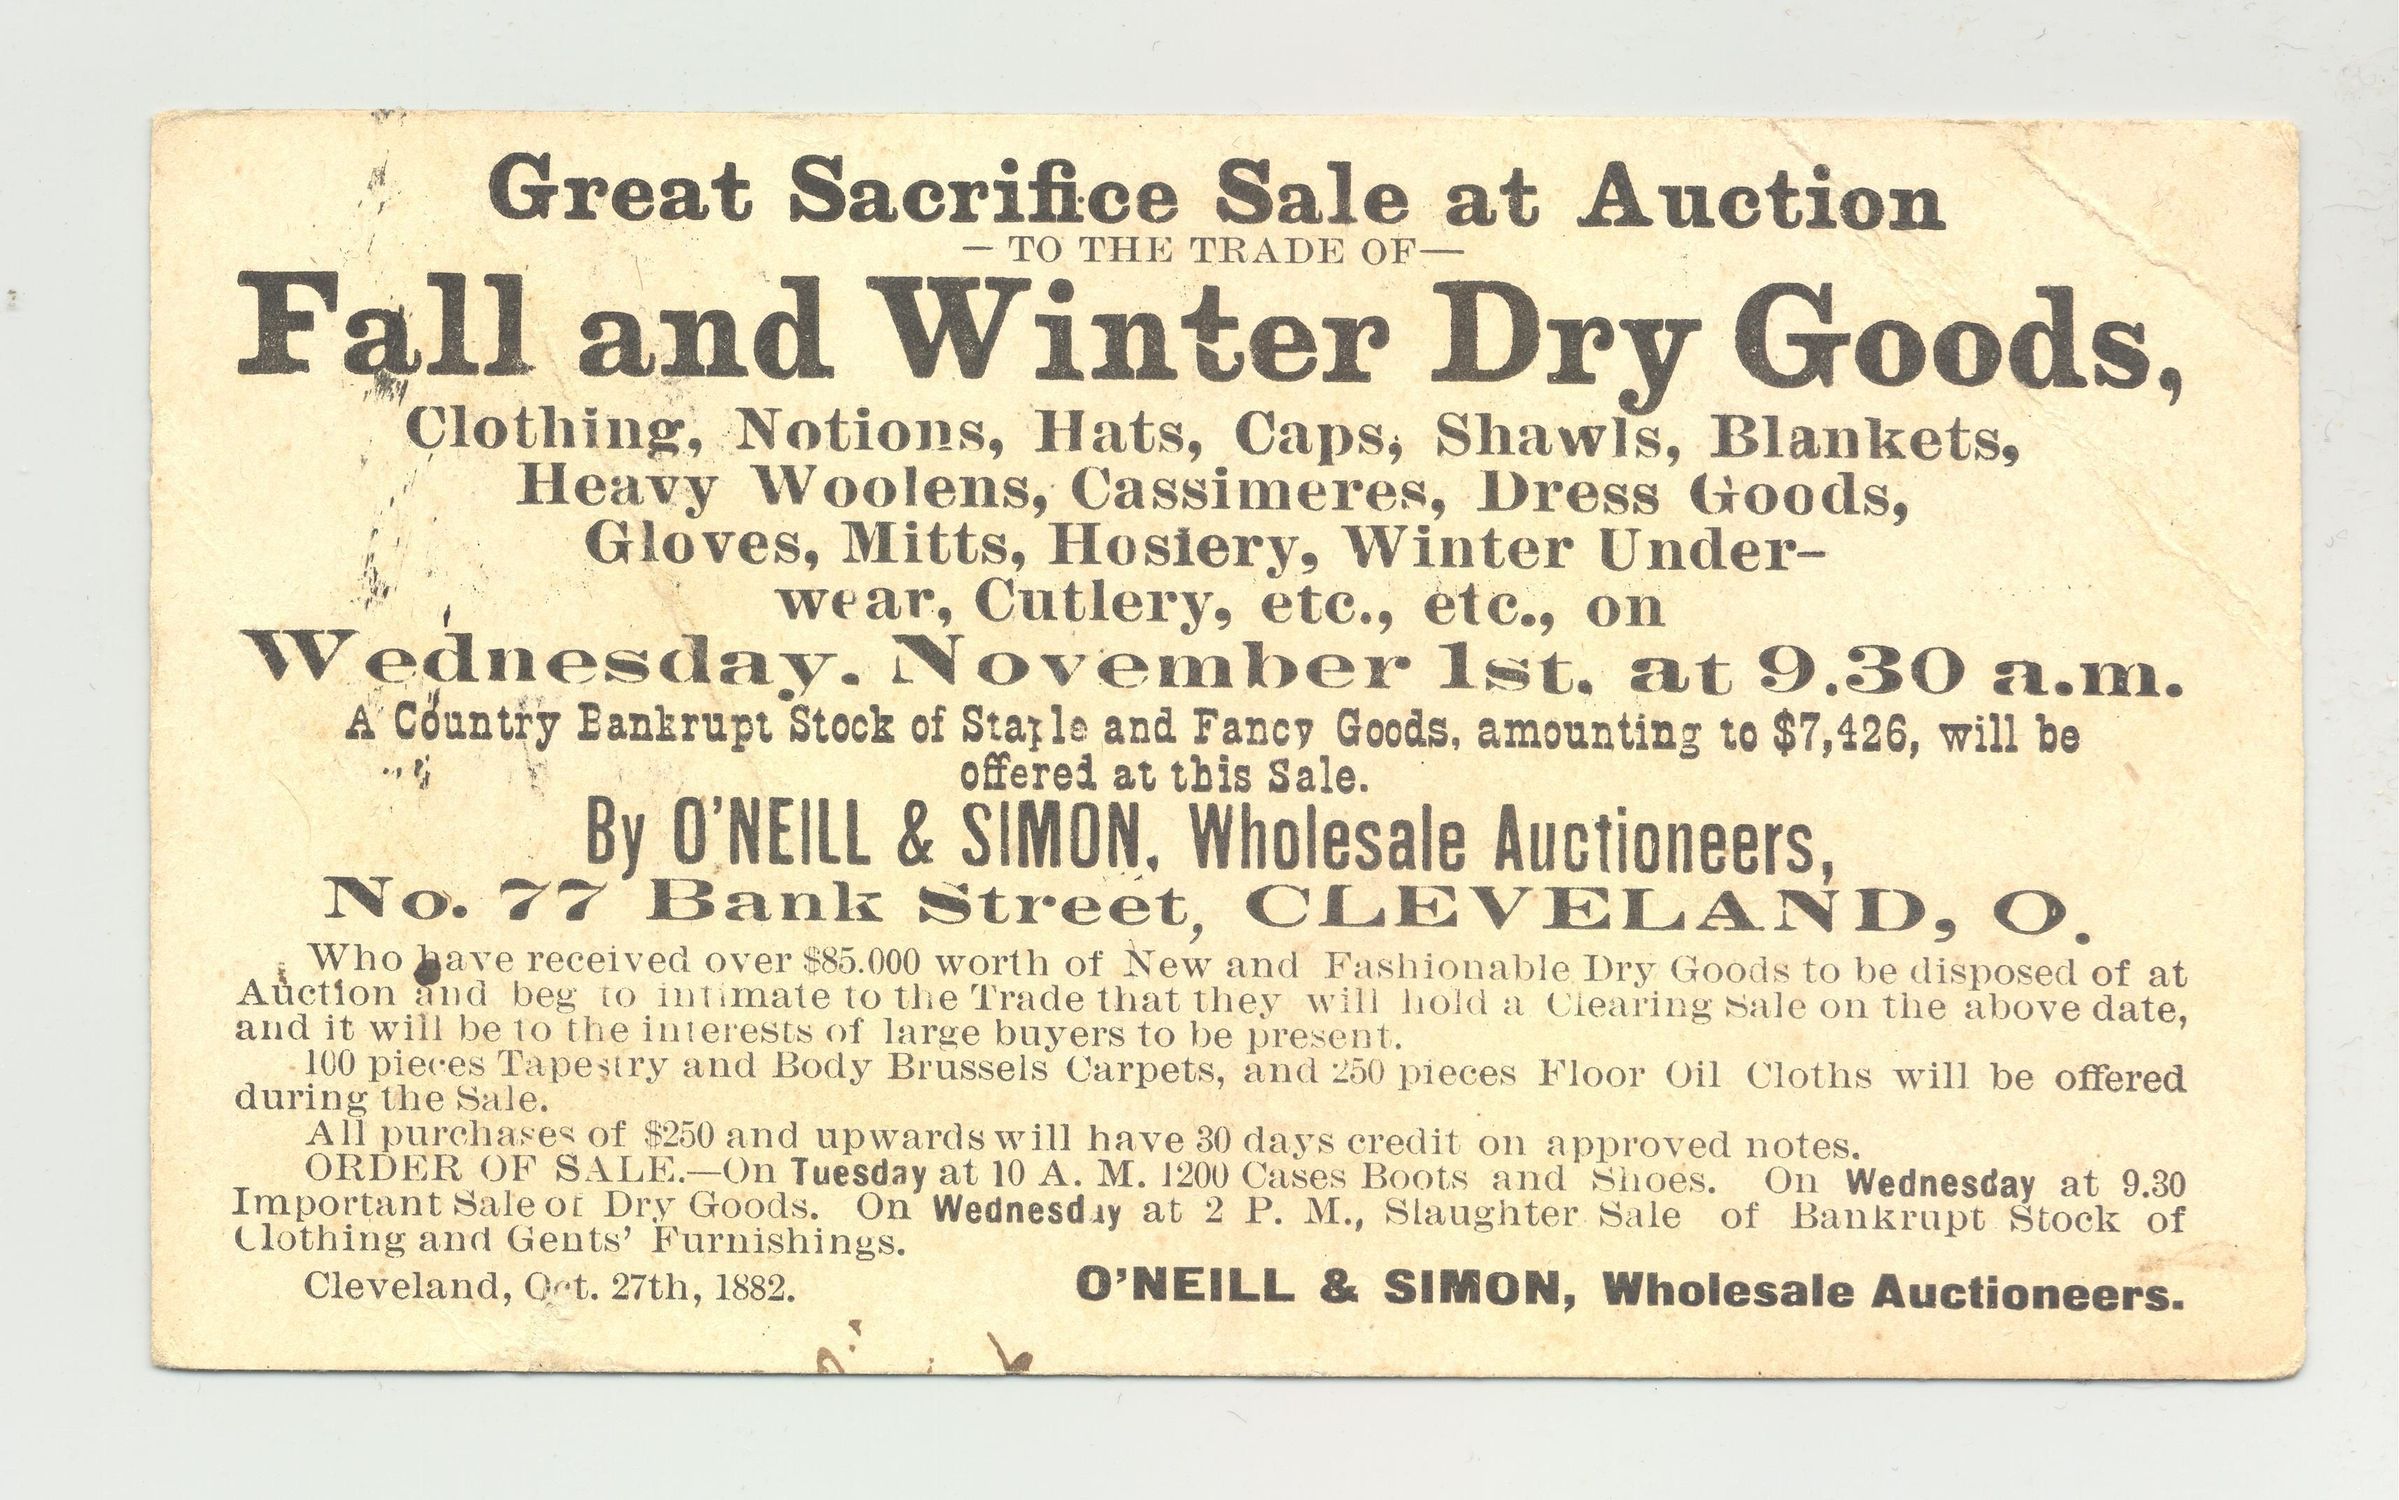 Great Sacrifice Sale at Auction
— TO THE TRADE OF—
Fall and Winter Dry Goods,
Clothing, Notions, Hats, Caps, Shawls, Blankets,
Heavy Woolens, Cassimeres, Dress Goods,
Gloves, Mitts, Hosiery, Winter Under-
wear, Cutlery, etc., etc., on
Wednesday. November 1st. at 9.30 a.m.
A Country Bankrupt Stock of Staple and Fancy Goods, amounting to $7,426, will be
offered at this Sale.
By O'NEILL & SIMON, Wholesale Auctioneers,
No. 77 Bank Street, CLEVELAND, O.
Who have received over $85.000 worth of New and Fashionable Dry Goods to be disposed of at
Auction and beg to intimate to the Trade that they will hold a Clearing Sale on the above date,
and it will be to the interests of large buyers to be present.
100 pieces Tapestry and Body Brussels Carpets, and 250 pieces Floor Oil Cloths will be offered
during the Sale.
All purchases of $250 and upwards will have 30 days credit on approved notes.
ORDER OF SALE.—On Tuesday at 10 A. M. 1200 Cases Boots and Shoes. On Wednesday at 9.30
Important Sale of Dry Goods. On Wednesday at 2 P. M., Slaughter Sale of Bankrupt Stock of
Clothing and Gents' Furnishings.
Cleveland, Oct. 27th, 1882. O'NEILL & SIMON, Wholesale Auctioneers.